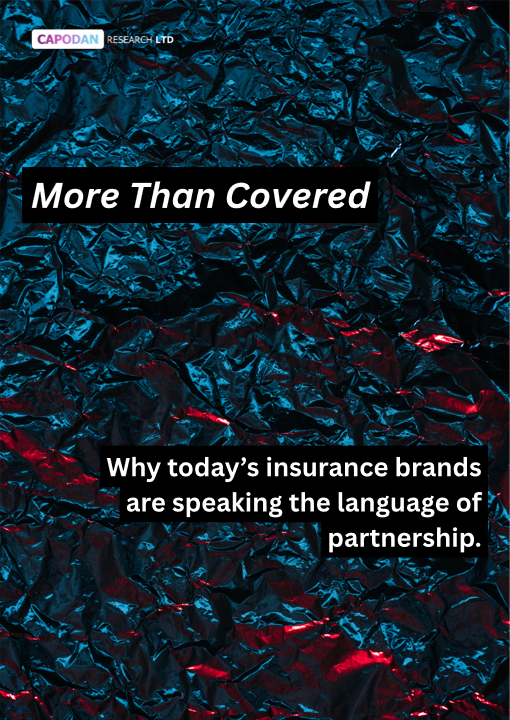 CAPODAN RESEARCH LTD
More Than Covered
Why today’s insurance brands
are speaking the language of
partnership.